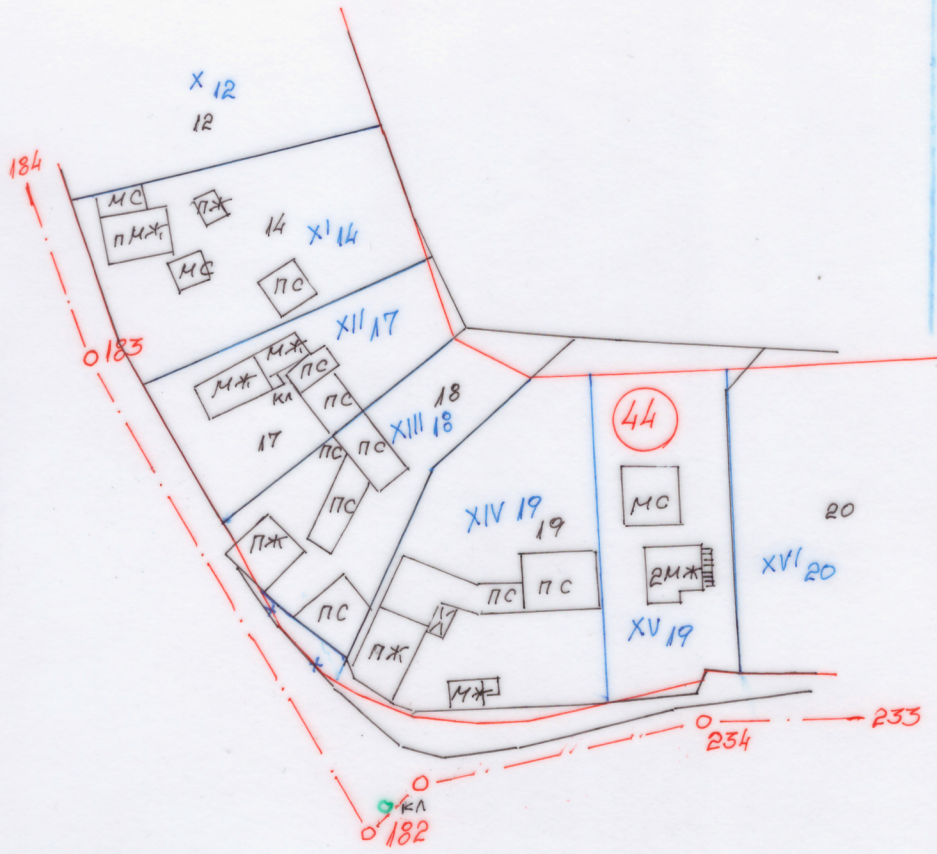 X 12
12
184
МС
ПЖ
пМЖ
14
XI 14
МС
ПС
XII 17
183
МЖ
МЖ
ПС
кл
ПС
18
XIII 18
44
17
ПС
ПС
ПС
МС
XIV 19
19
20
ПЖ
2МЖ
XVI 20
ПС
ПС
ПС
XV 19
ПЖ
МЖ
233
234
кл
182